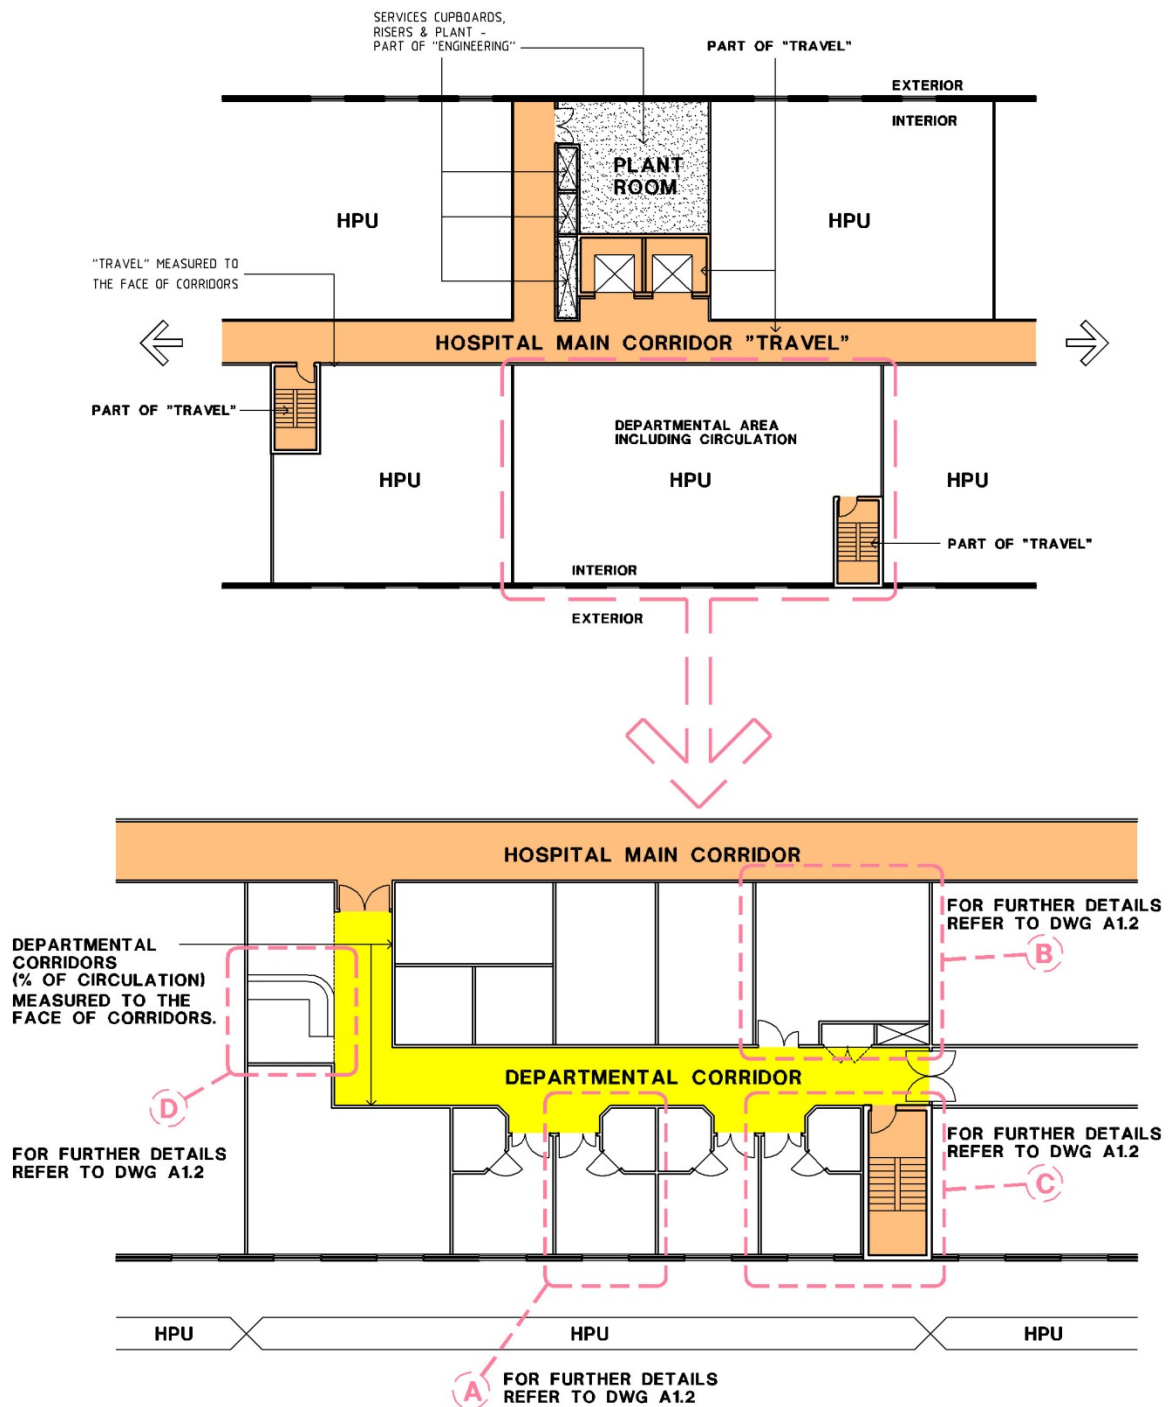 SERVICES CUPBOARDS,
RISERS & PLANT -
PART OF "ENGINEERING"
PART OF "TRAVEL"
EXTERIOR
INTERIOR
PLANT
ROOM
HPU
HPU
"TRAVEL" MEASURED TO
THE FACE OF CORRIDORS
HOSPITAL MAIN CORRIDOR "TRAVEL"
PART OF "TRAVEL"
DEPARTMENTAL AREA
INCLUDING CIRCULATION
HPU
HPU
HPU
PART OF "TRAVEL"
INTERIOR
EXTERIOR
HOSPITAL MAIN CORRIDOR
FOR FURTHER DETAILS
REFER TO DWG A1.2
B
DEPARTMENTAL
CORRIDORS
(% OF CIRCULATION)
MEASURED TO THE
FACE OF CORRIDORS.
DEPARTMENTAL CORRIDOR
D
FOR FURTHER DETAILS
REFER TO DWG A1.2
FOR FURTHER DETAILS
REFER TO DWG A1.2
C
HPU
HPU
HPU
A
FOR FURTHER DETAILS
REFER TO DWG A1.2